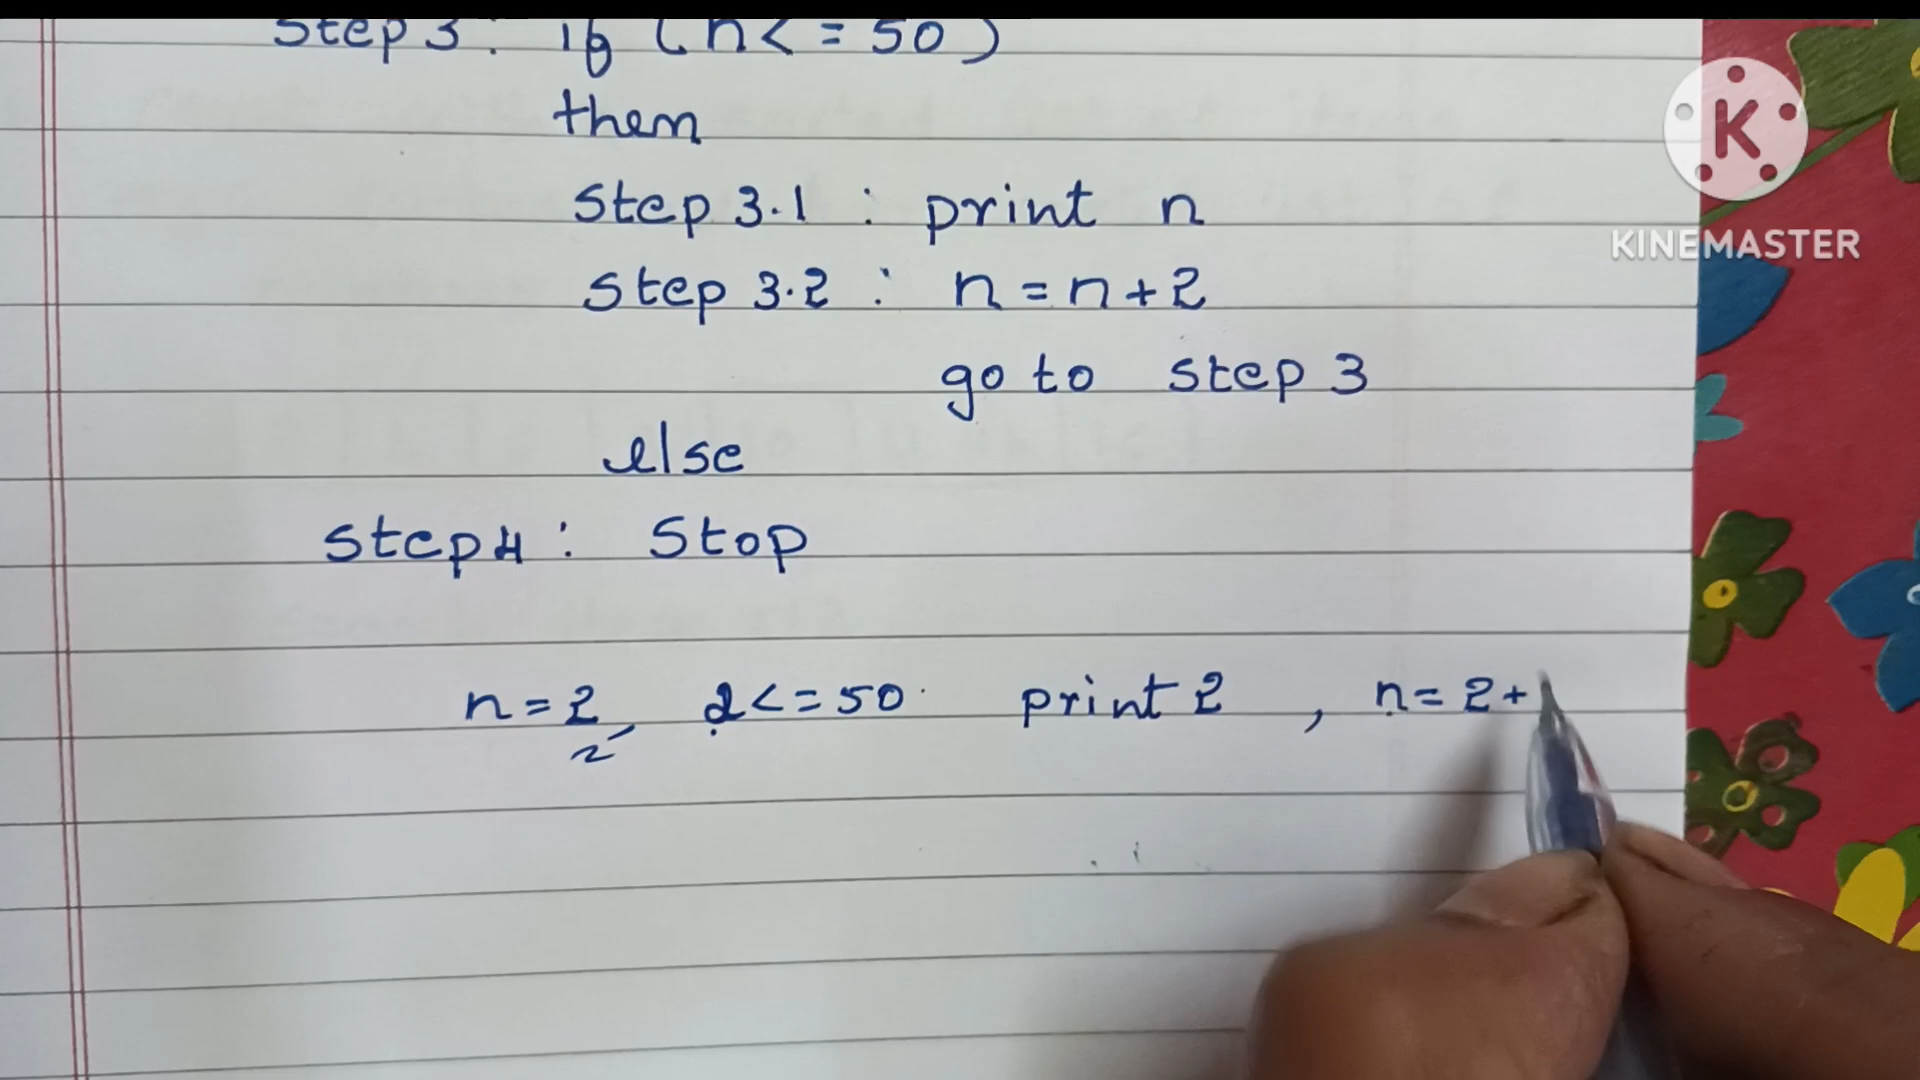 Step 3 : if (n<=50)
then
Step 3.1 : print n
K
KINEMASTER
Step 3.2 : n=n+2
go to step 3
else
Step 4 : Stop
n=2, 2<=50 print 2 , n=2+